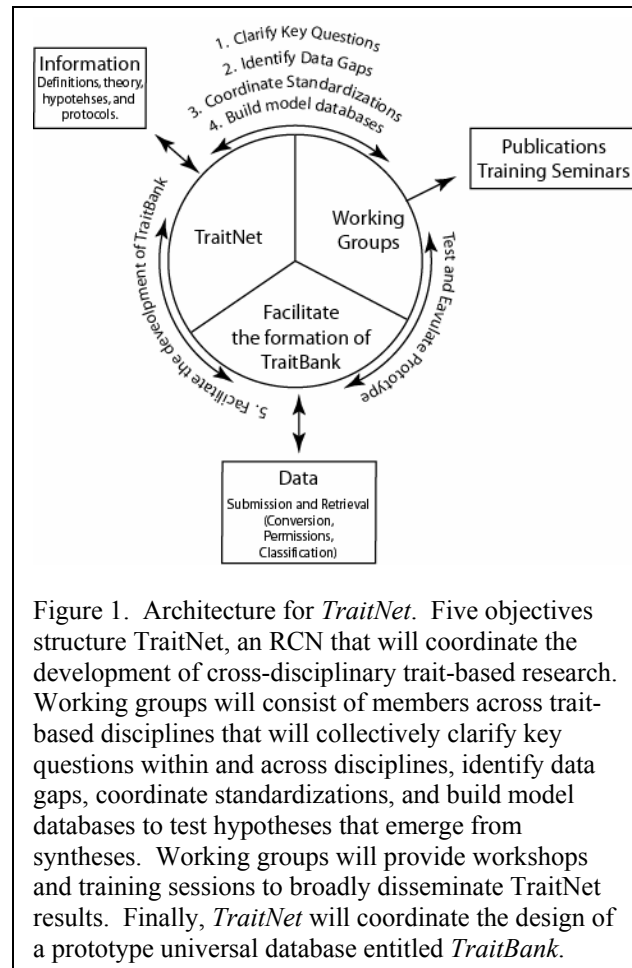 1. Clarify Key Questions
2. Identify Data Gaps
3. Coordinate Standardizations
4. Build model databases
Information
Definitions, theory,
hypotehses, and
protocols.
Publications
Training Seminars
TraitNet
Working
Groups
Facilitate
the formation of
TraitBank
5. Facilitate the deveolpment of TraitBank
Test and Eavulate Prototype
Data
Submission and Retrieval
(Conversion,
Permissions,
Classification)
Figure 1.  Architecture for TraitNet.  Five objectives
structure TraitNet, an RCN that will coordinate the
development of cross-disciplinary trait-based research.
Working groups will consist of members across trait-
based disciplines that will collectively clarify key
questions within and across disciplines, identify data
gaps, coordinate standardizations, and build model
databases to test hypotheses that emerge from
syntheses.  Working groups will provide workshops
and training sessions to broadly disseminate TraitNet
results.  Finally, TraitNet will coordinate the design of
a prototype universal database entitled TraitBank.